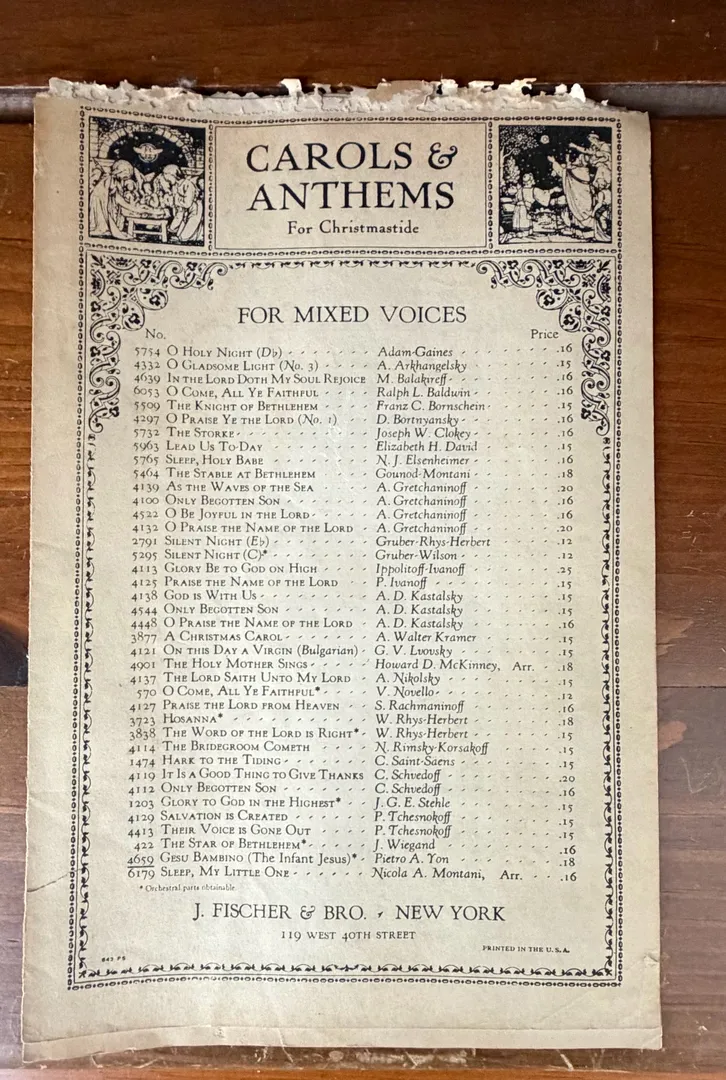 CAROLS &
ANTHEMS
For Christmastide
FOR MIXED VOICES
No. Price
5754 O Holy Night (D♭) - - - - - - - Adam-Gaines - - - - - - - .16
4332 O Gladsome Light (No. 3) - - - - A. Arkhangelsky - - - - - - .15
4639 In the Lord Doth My Soul Rejoice M. Balakireff - - - - - - - .16
6053 O Come, All Ye Faithful - - - - Ralph L. Baldwin - - - - - - .16
5509 The Knight of Bethlehem - - - - Franz C. Bornschein - - - - - .15
4297 O Praise Ye the Lord (No. 1) - - - D. Bortnyansky - - - - - - .16
5732 The Storke - - - - - - - - - Joseph W. Clokey - - - - - - .16
5963 Lead Us To-Day - - - - - - - Elizabeth H. David - - - - - .15
5765 Sleep, Holy Babe - - - - - - N. J. Elsenheimer - - - - - - .16
5464 The Stable at Bethlehem - - - - Gounod-Montani - - - - - - .18
4139 As the Waves of the Sea - - - - A. Gretchaninoff - - - - - - .20
4100 Only Begotten Son - - - - - - A. Gretchaninoff - - - - - - .16
4522 O Be Joyful in the Lord - - - - A. Gretchaninoff - - - - - - .16
4132 O Praise the Name of the Lord A. Gretchaninoff - - - - - - .20
2791 Silent Night (E♭) - - - - - - - Gruber-Rhys-Herbert - - - - .12
5295 Silent Night (C)* - - - - - - - Gruber-Wilson - - - - - - .12
4113 Glory Be to God on High - - - - Ippolitoff-Ivanoff - - - - - - .25
4125 Praise the Name of the Lord - - P. Ivanoff - - - - - - - - .15
4138 God is With Us - - - - - - - A. D. Kastalsky - - - - - - .15
4544 Only Begotten Son - - - - - - A. D. Kastalsky - - - - - - .15
4448 O Praise the Name of the Lord - A. D. Kastalsky - - - - - - .16
3877 A Christmas Carol - - - - - - A. Walter Kramer - - - - - - .15
4121 On this Day a Virgin (Bulgarian) - G. V. Lvovsky - - - - - - - .15
4901 The Holy Mother Sings - - - - - Howard D. McKinney, Arr. - .18
4137 The Lord Saith Unto My Lord A. Nikolsky - - - - - - - .15
570 O Come, All Ye Faithful* - - - - V. Novello - - - - - - - - .12
4127 Praise the Lord from Heaven - - S. Rachmaninoff - - - - - - .16
3723 Hosanna* - - - - - - - - - - W. Rhys-Herbert - - - - - - .18
3838 The Word of the Lord is Right* - W. Rhys-Herbert - - - - - - .15
4114 The Bridegroom Cometh - - - - N. Rimsky-Korsakoff - - - - - .15
1474 Hark to the Tiding - - - - - - C. Saint-Saens - - - - - - - .15
4119 It Is a Good Thing to Give Thanks C. Schvedoff - - - - - - - .20
4112 Only Begotten Son - - - - - - C. Schvedoff - - - - - - - .16
1203 Glory to God in the Highest* - - J. G. E. Stehle - - - - - - - .15
4129 Salvation is Created - - - - - P. Tchesnokoff - - - - - - .15
4413 Their Voice is Gone Out - - - - P. Tchesnokoff - - - - - - .15
422 The Star of Bethlehem* - - - - - J. Wiegand - - - - - - - - .16
4659 Gesu Bambino (The Infant Jesus)* - Pietro A. Yon - - - - - - - .18
6179 Sleep, My Little One - - - - - - Nicola A. Montani, Arr. - - .16
* Orchestral parts obtainable.
J. FISCHER & BRO. - NEW YORK
119 WEST 40TH STREET
PRINTED IN THE U. S. A.
843 PS